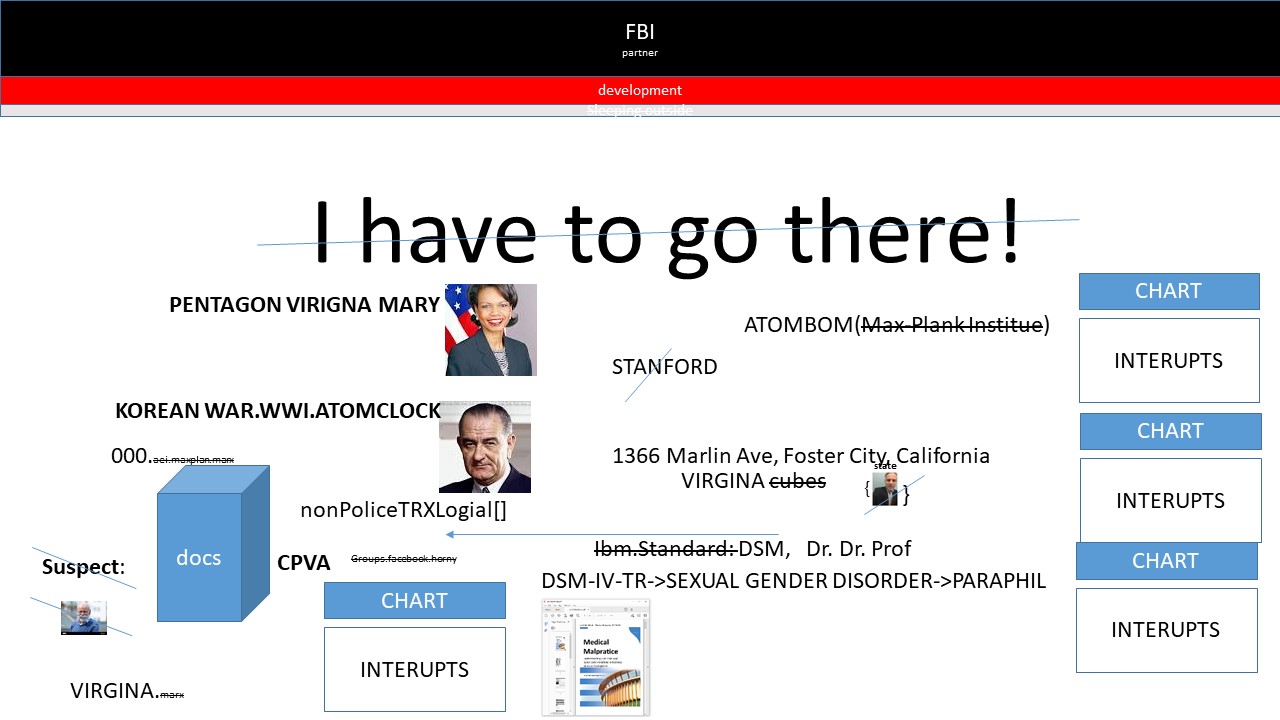 FBI
partner
development
Sleeping outside
I have to go there!
PENTAGON VIRIGNA MARY
ATOMBOM(Max-Plank Institue)
STANFORD
KOREAN WAR.WWI.ATOMCLOCK
000.aei.maxplan.marx
1366 Marlin Ave, Foster City, California
state
VIRGINA cubes
{ }
nonPoliceTRXLogial[]
Ibm.Standard: DSM, Dr. Dr. Prof
docs
Suspect:
CPVA
Groups.facebook.horny
DSM-IV-TR->SEXUAL GENDER DISORDER->PARAPHIL
CHART
INTERUPTS
Medical
Malpratice
VIRGINA.marx
CHART
INTERUPTS
CHART
INTERUPTS
CHART
INTERUPTS